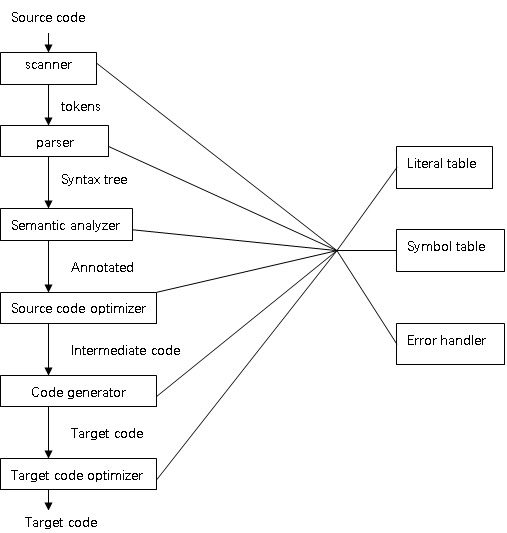 Source code
scanner
tokens
parser
Syntax tree
Semantic analyzer
Annotated
Source code optimizer
Intermediate code
Code generator
Target code
Target code optimizer
Target code
Literal table
Symbol table
Error handler